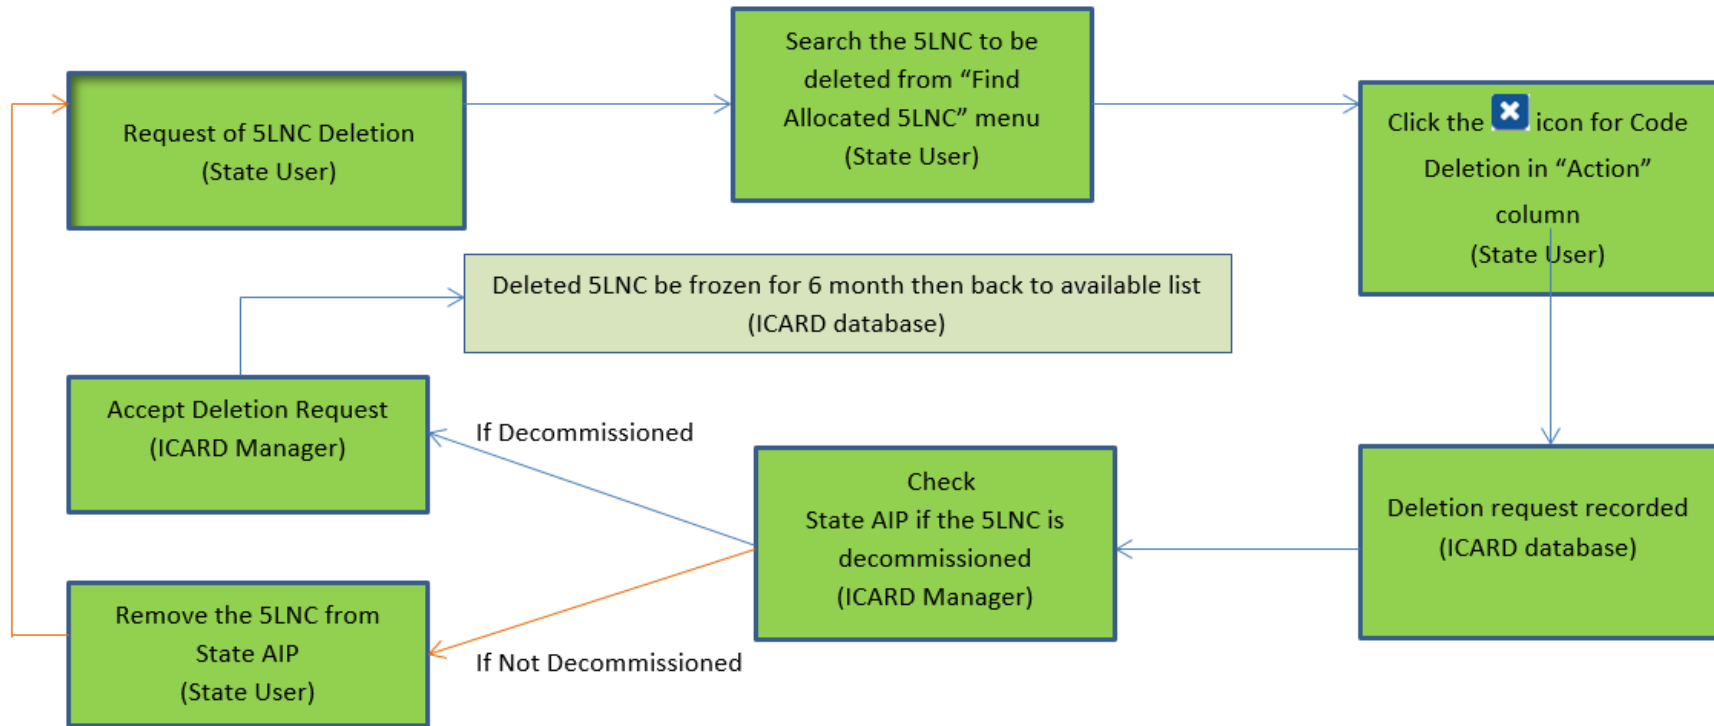 Request of 5LNC Deletion
(State User)
Search the 5LNC to be
deleted from “Find
Allocated 5LNC” menu
(State User)
Click the icon for Code
Deletion in “Action”
column
(State User)
Deleted 5LNC be frozen for 6 month then back to available list
(ICARD database)
Accept Deletion Request
(ICARD Manager)
If Decommissioned
Check
State AIP if the 5LNC is
decommissioned
(ICARD Manager)
Deletion request recorded
(ICARD database)
Remove the 5LNC from
State AIP
(State User)
If Not Decommissioned